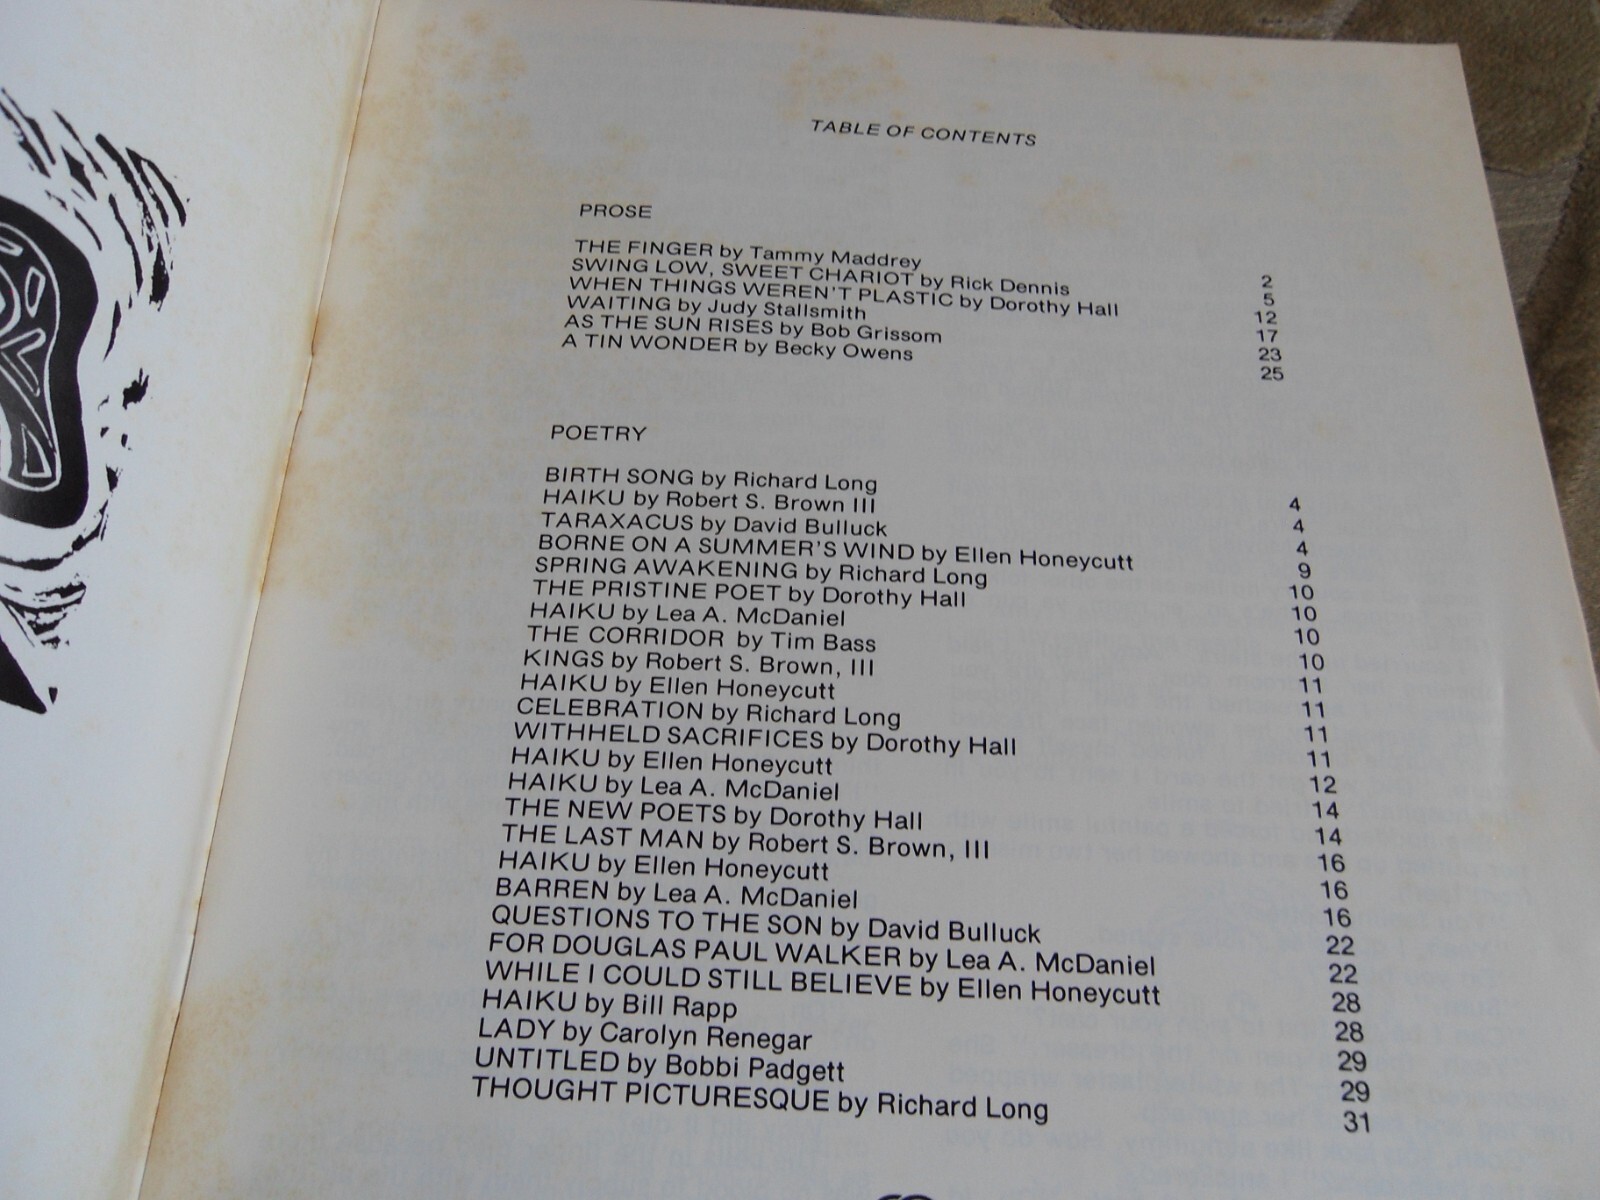 TABLE OF CONTENTS
PROSE
THE FINGER by Tammy Maddrey 2
SWING LOW, SWEET CHARIOT by Rick Dennis 5
WHEN THINGS WEREN'T PLASTIC by Dorothy Hall 12
WAITING by Judy Stallsmith 17
AS THE SUN RISES by Bob Grissom 23
A TIN WONDER by Becky Owens 25
POETRY
BIRTH SONG by Richard Long 4
HAIKU by Robert S. Brown III 4
TARAXACUS by David Bulluck 4
BORNE ON A SUMMER'S WIND by Ellen Honeycutt 9
SPRING AWAKENING by Richard Long 10
THE PRISTINE POET by Dorothy Hall 10
HAIKU by Lea A. McDaniel 10
THE CORRIDOR by Tim Bass 10
KINGS by Robert S. Brown, III 11
HAIKU by Ellen Honeycutt 11
CELEBRATION by Richard Long 11
WITHHELD SACRIFICES by Dorothy Hall 11
HAIKU by Ellen Honeycutt 12
HAIKU by Lea A. McDaniel 14
THE NEW POETS by Dorothy Hall 14
THE LAST MAN by Robert S. Brown, III 16
HAIKU by Ellen Honeycutt 16
BARREN by Lea A. McDaniel 16
QUESTIONS TO THE SON by David Bulluck 22
FOR DOUGLAS PAUL WALKER by Lea A. McDaniel 22
WHILE I COULD STILL BELIEVE by Ellen Honeycutt 28
HAIKU by Bill Rapp 28
LADY by Carolyn Renegar 29
UNTITLED by Bobbi Padgett 29
THOUGHT PICTURESQUE by Richard Long 31